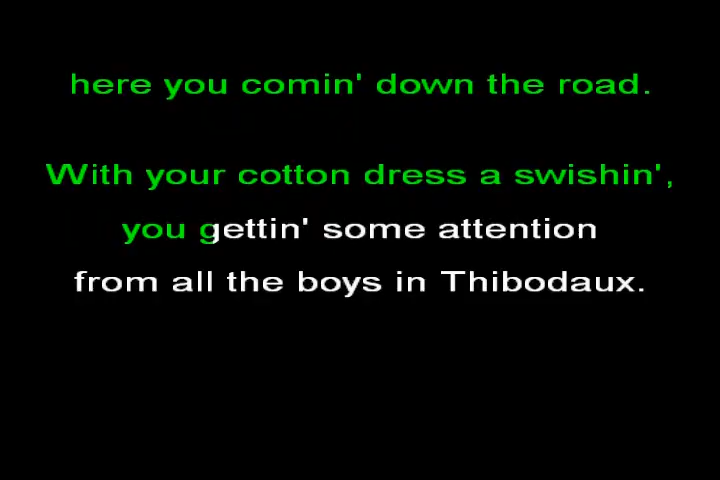 here you comin' down the road.
With your cotton dress a swishin',
you gettin' some attention
from all the boys in Thibodaux.